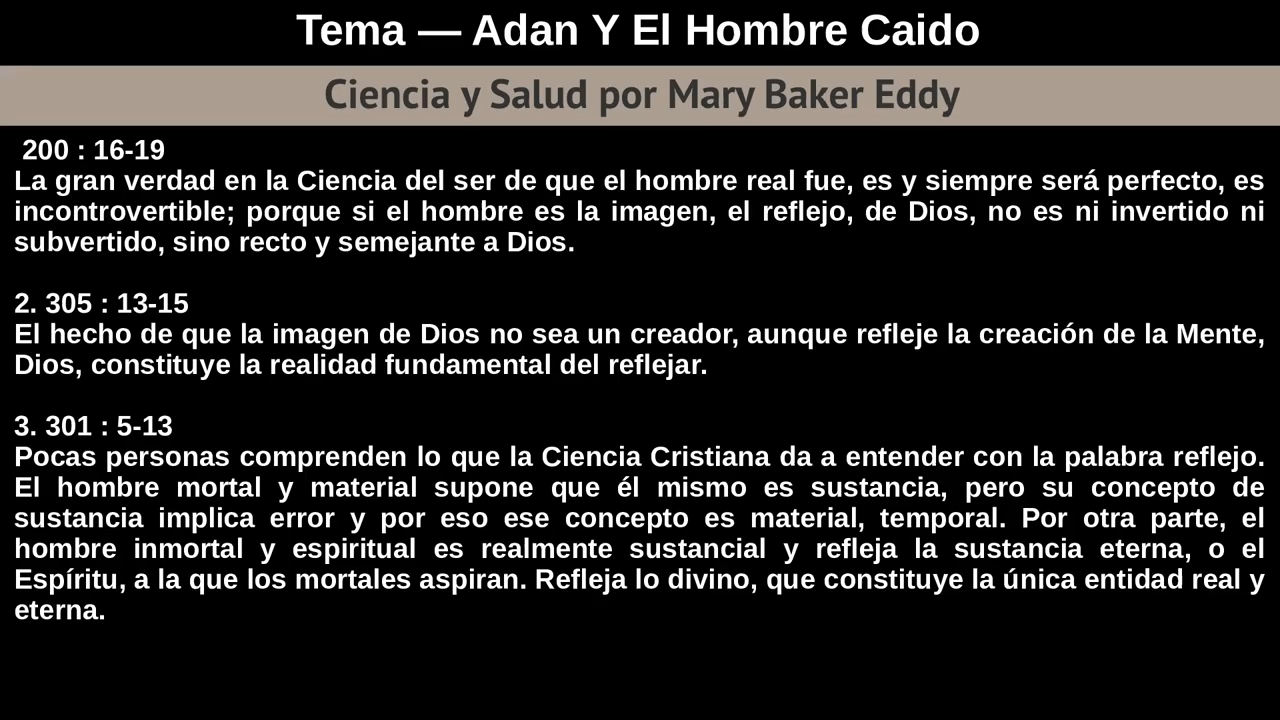 Tema — Adan Y El Hombre Caido
Ciencia y Salud por Mary Baker Eddy
200 : 16-19
La gran verdad en la Ciencia del ser de que el hombre real fue, es y siempre será perfecto, es
incontrovertible; porque si el hombre es la imagen, el reflejo, de Dios, no es ni invertido ni
subvertido, sino recto y semejante a Dios.
2. 305 : 13-15
El hecho de que la imagen de Dios no sea un creador, aunque refleje la creación de la Mente,
Dios, constituye la realidad fundamental del reflejar.
3. 301 : 5-13
Pocas personas comprenden lo que la Ciencia Cristiana da a entender con la palabra reflejo.
El hombre mortal y material supone que él mismo es sustancia, pero su concepto de
sustancia implica error y por eso ese concepto es material, temporal. Por otra parte, el
hombre inmortal y espiritual es realmente sustancial y refleja la sustancia eterna, o el
Espíritu, a la que los mortales aspiran. Refleja lo divino, que constituye la única entidad real y
eterna.